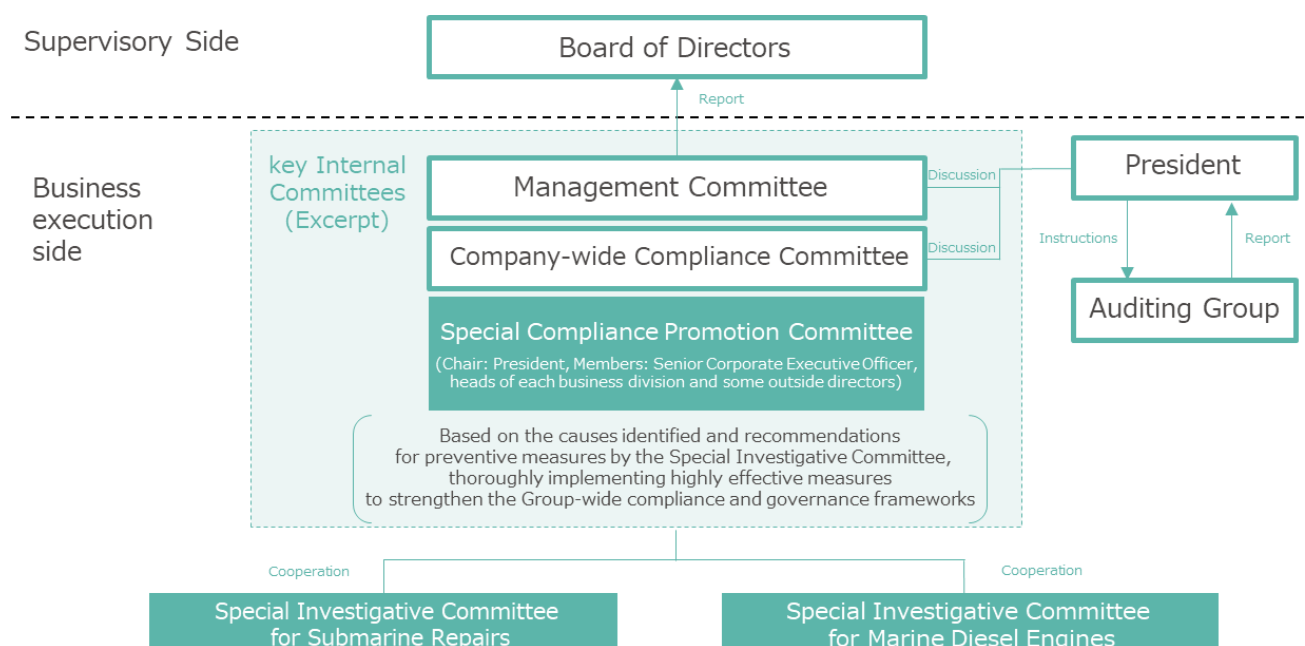 Supervisory Side
Board of Directors
Report
key Internal
Committees
(Excerpt)
Business
execution
side
Management Committee
Discussion
President
Company-wide Compliance Committee
Discussion
Instructions
Report
Auditing Group
Special Compliance Promotion Committee
(Chair: President, Members: Senior Corporate Executive Officer,
heads of each business division and some outside directors)
Based on the causes identified and recommendations
for preventive measures by the Special Investigative Committee,
thoroughly implementing highly effective measures
to strengthen the Group-wide compliance and governance frameworks
Cooperation
Cooperation
Special Investigative Committee
for Submarine Repairs
Special Investigative Committee
for Marine Diesel Engines